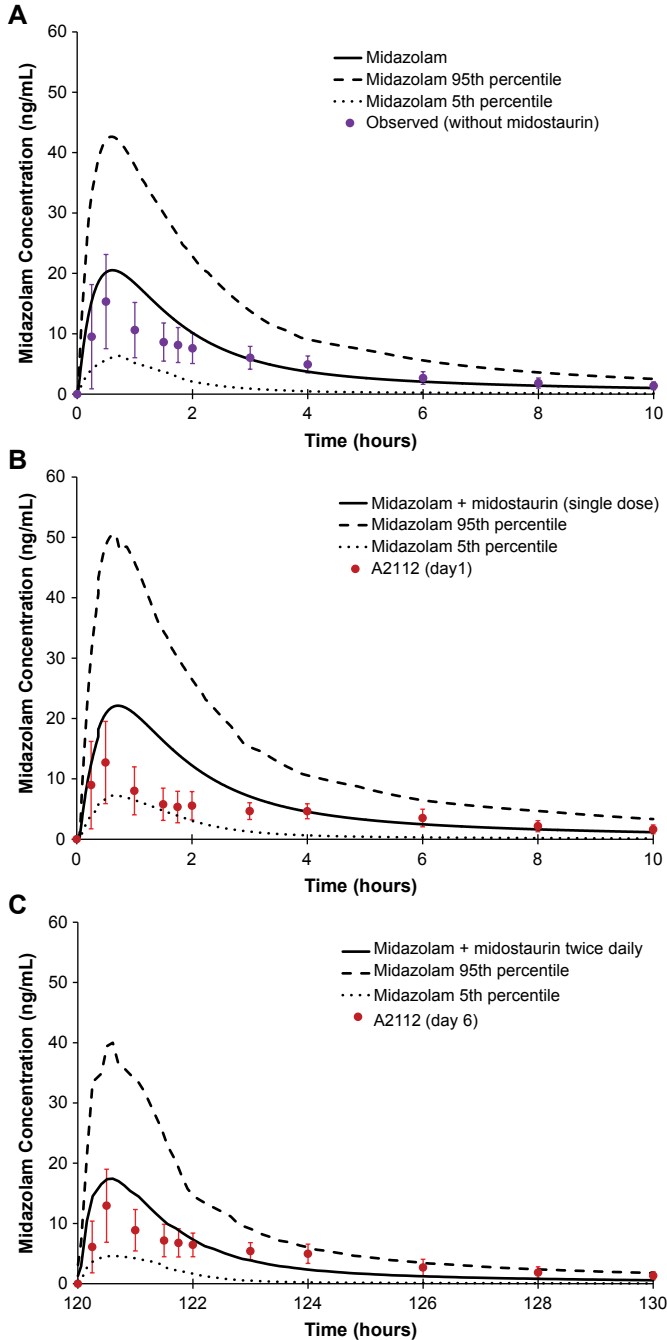 A
60
50
40
30
20
10
0
Midazolam Concentration (ng/mL)
Midazolam
Midazolam 95th percentile
Midazolam 5th percentile
Observed (without midostaurin)
0 2 4 6 8 10
Time (hours)
B
60
50
40
30
20
10
0
Midazolam Concentration (ng/mL)
Midazolam + midostaurin (single dose)
Midazolam 95th percentile
Midazolam 5th percentile
A2112 (day1)
0 2 4 6 8 10
Time (hours)
C
60
50
40
30
20
10
0
Midazolam Concentration (ng/mL)
Midazolam + midostaurin twice daily
Midazolam 95th percentile
Midazolam 5th percentile
A2112 (day 6)
120 122 124 126 128 130
Time (hours)